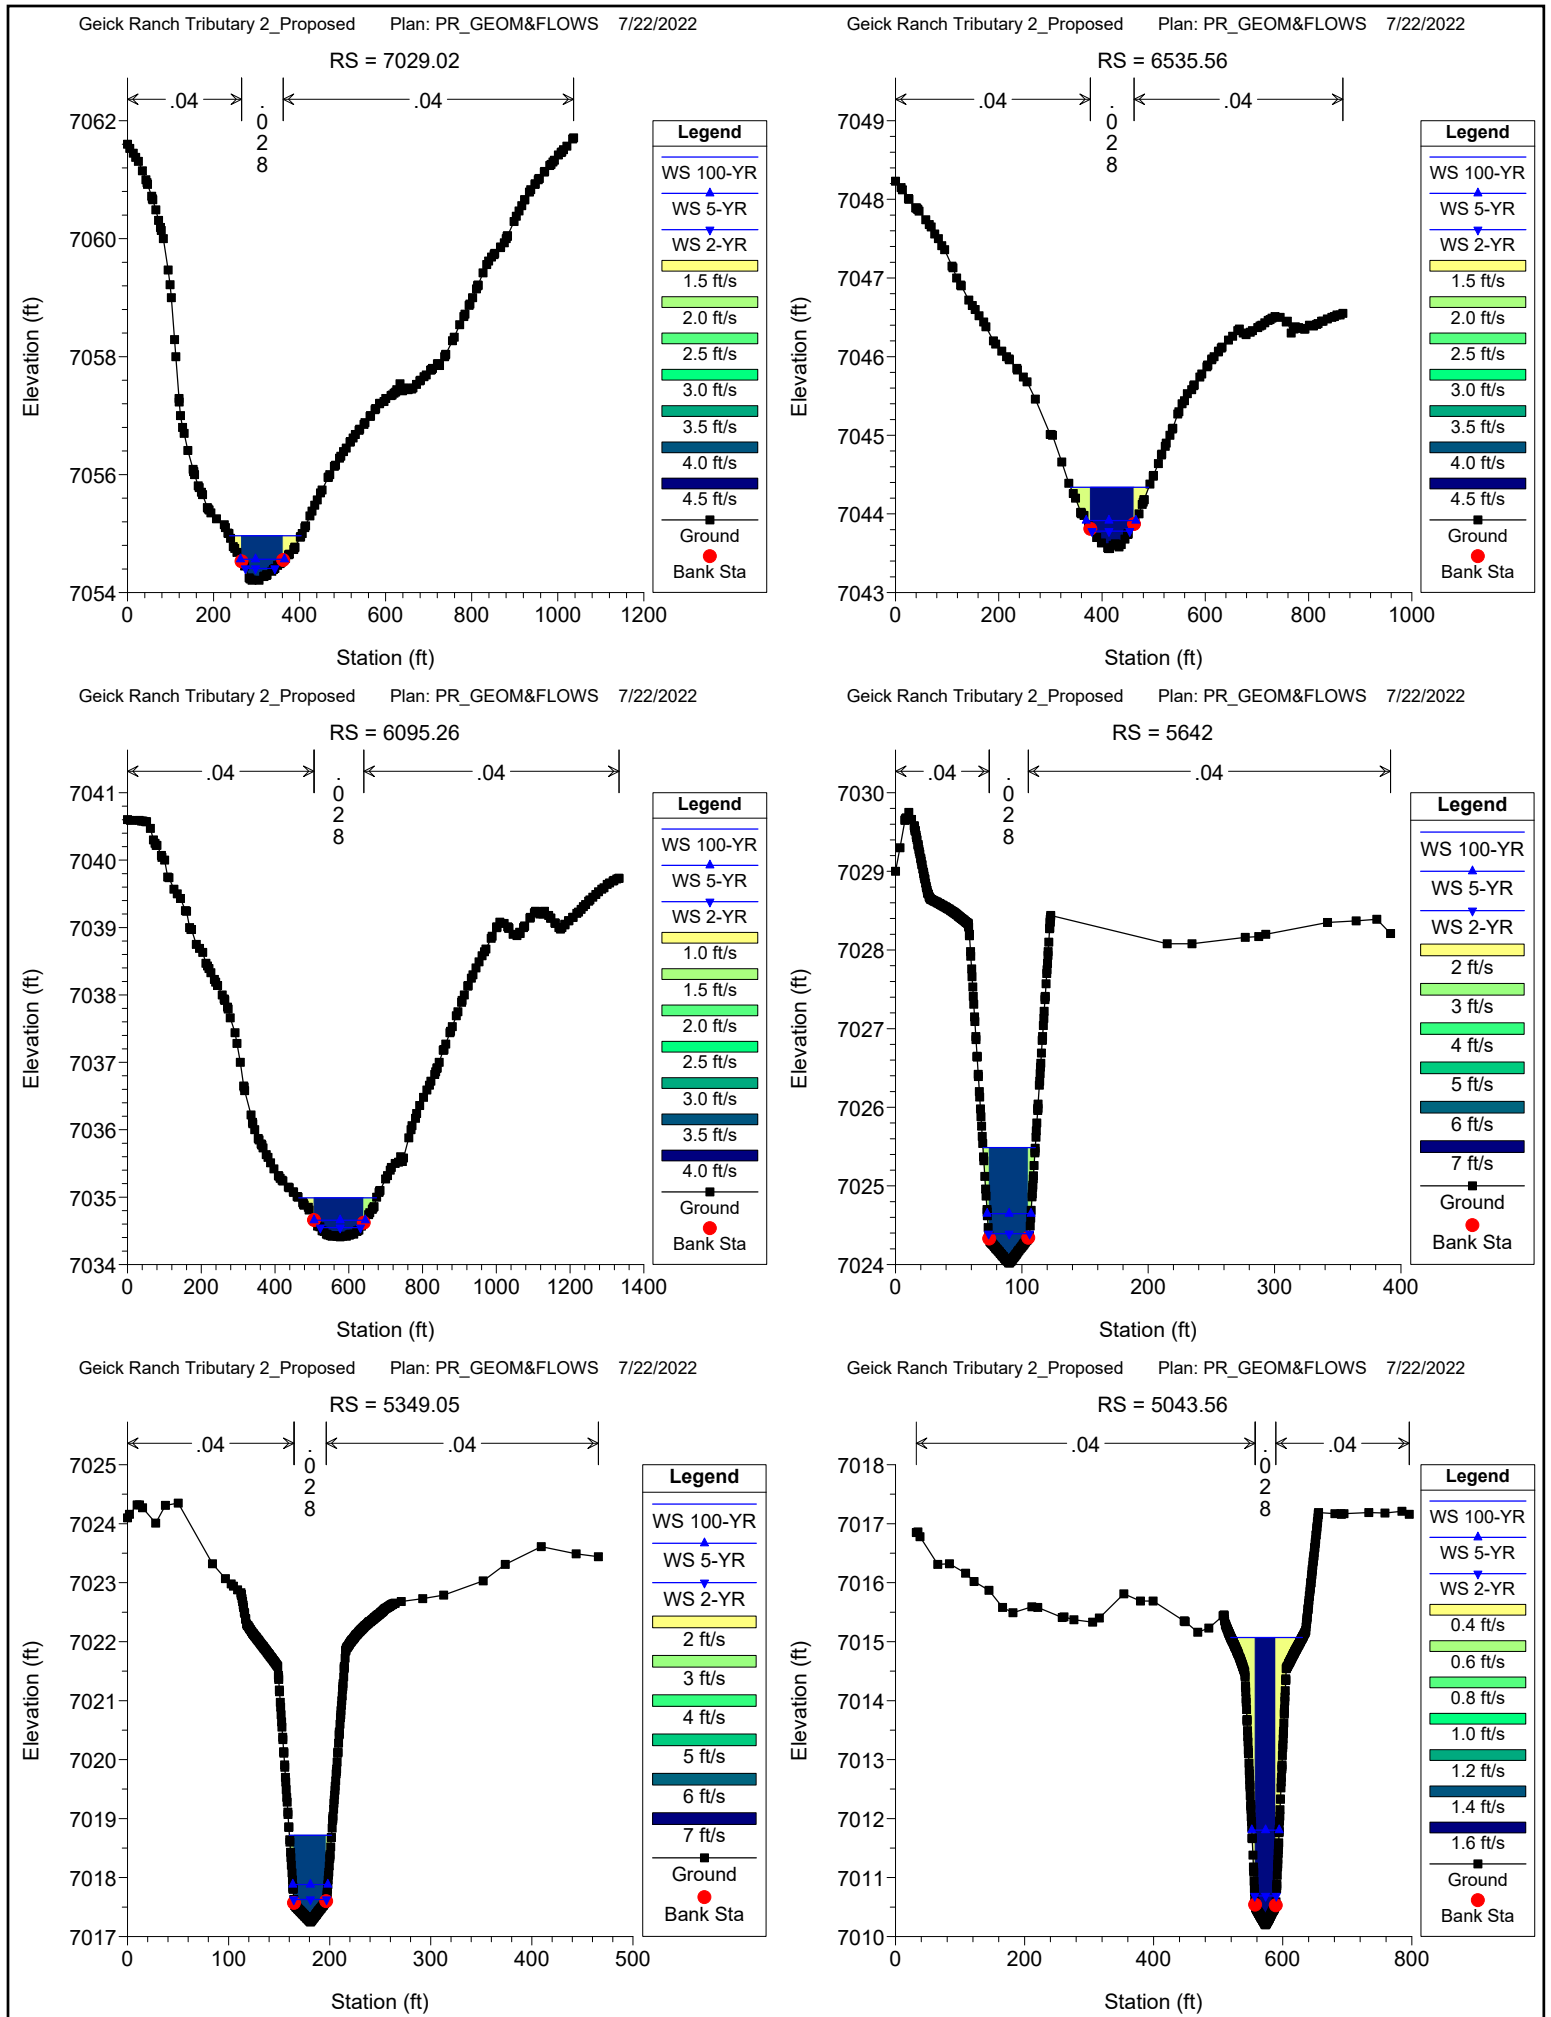 Geick Ranch Tributary 2_Proposed Plan: PR_GEOM&FLOWS 7/22/2022
RS = 7029.02
.04 .028 .04
7062
7060
7058
7056
7054
Elevation (ft)
0 200 400 600 800 1000 1200
Station (ft)
Legend
WS 100-YR
WS 5-YR
WS 2-YR
1.5 ft/s
2.0 ft/s
2.5 ft/s
3.0 ft/s
3.5 ft/s
4.0 ft/s
4.5 ft/s
Ground
Bank Sta
Geick Ranch Tributary 2_Proposed Plan: PR_GEOM&FLOWS 7/22/2022
RS = 6535.56
.04 .028 .04
7049
7048
7047
7046
7045
7044
7043
Elevation (ft)
0 200 400 600 800 1000
Station (ft)
Legend
WS 100-YR
WS 5-YR
WS 2-YR
1.5 ft/s
2.0 ft/s
2.5 ft/s
3.0 ft/s
3.5 ft/s
4.0 ft/s
4.5 ft/s
Ground
Bank Sta
Geick Ranch Tributary 2_Proposed Plan: PR_GEOM&FLOWS 7/22/2022
RS = 6095.26
.04 .028 .04
7041
7040
7039
7038
7037
7036
7035
7034
Elevation (ft)
0 200 400 600 800 1000 1200 1400
Station (ft)
Legend
WS 100-YR
WS 5-YR
WS 2-YR
1.0 ft/s
1.5 ft/s
2.0 ft/s
2.5 ft/s
3.0 ft/s
3.5 ft/s
4.0 ft/s
Ground
Bank Sta
Geick Ranch Tributary 2_Proposed Plan: PR_GEOM&FLOWS 7/22/2022
RS = 5642
.04 .028 .04
7030
7029
7028
7027
7026
7025
7024
Elevation (ft)
0 100 200 300 400
Station (ft)
Legend
WS 100-YR
WS 5-YR
WS 2-YR
2 ft/s
3 ft/s
4 ft/s
5 ft/s
6 ft/s
7 ft/s
Ground
Bank Sta
Geick Ranch Tributary 2_Proposed Plan: PR_GEOM&FLOWS 7/22/2022
RS = 5349.05
.04 .028 .04
7025
7024
7023
7022
7021
7020
7019
7018
7017
Elevation (ft)
0 100 200 300 400 500
Station (ft)
Legend
WS 100-YR
WS 5-YR
WS 2-YR
2 ft/s
3 ft/s
4 ft/s
5 ft/s
6 ft/s
7 ft/s
Ground
Bank Sta
Geick Ranch Tributary 2_Proposed Plan: PR_GEOM&FLOWS 7/22/2022
RS = 5043.56
.04 .028 .04
7018
7017
7016
7015
7014
7013
7012
7011
7010
Elevation (ft)
0 200 400 600 800
Station (ft)
Legend
WS 100-YR
WS 5-YR
WS 2-YR
0.4 ft/s
0.6 ft/s
0.8 ft/s
1.0 ft/s
1.2 ft/s
1.4 ft/s
1.6 ft/s
Ground
Bank Sta